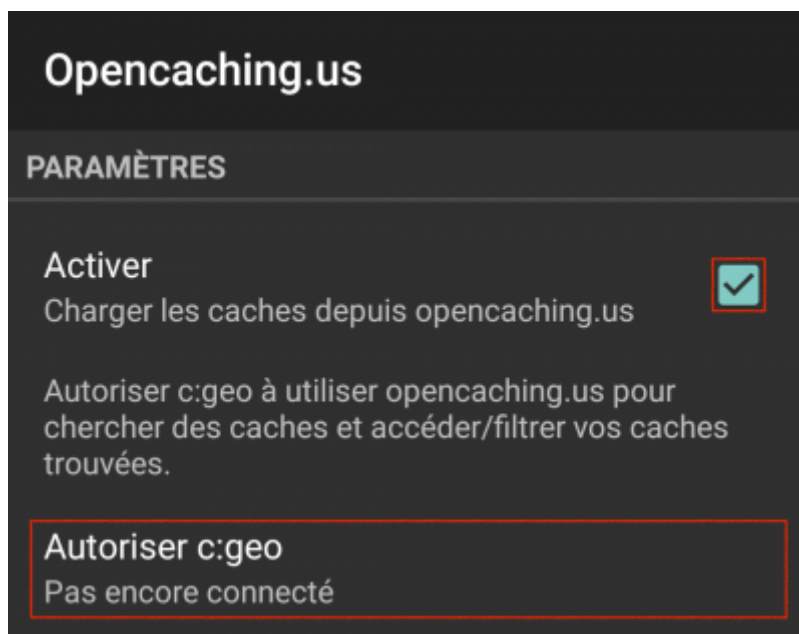 Opencaching.us
PARAMÈTRES
Activer
Charger les caches depuis opencaching.us
Autoriser c:geo à utiliser opencaching.us pour
chercher des caches et accéder/filtrer vos caches
trouvées.
Autoriser c:geo
Pas encore connecté